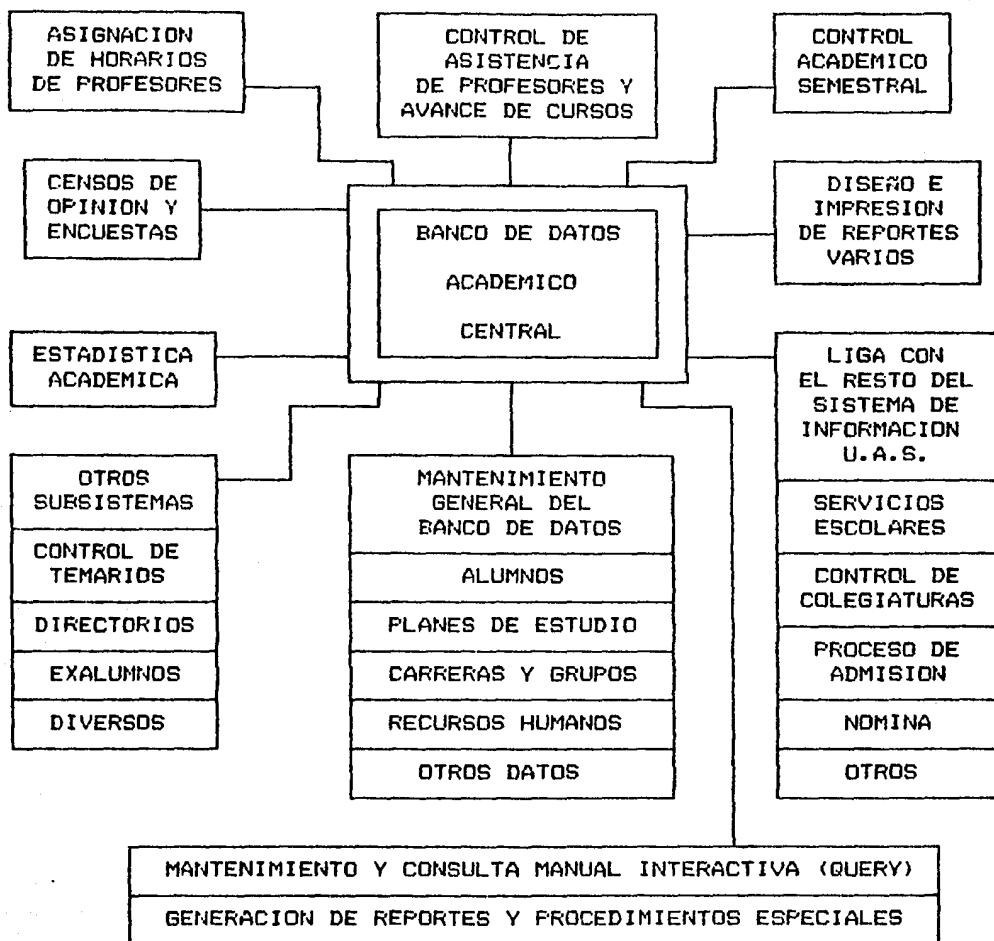 ASIGNACION
DE HORARIOS
DE PROFESORES
CONTROL DE
ASISTENCIA
DE PROFESORES Y
AVANCE DE CURSOS
CONTROL
ACADEMICO
SEMESTRAL
CENSOS DE
OPINION Y
ENCUESTAS
BANCO DE DATOS
ACADEMICO
CENTRAL
DISEÑO E
IMPRESION
DE REPORTES
VARIOS
ESTADISTICA
ACADEMICA
LIGA CON
EL RESTO DEL
SISTEMA DE
INFORMACION
U.A.S.
SERVICIOS
ESCOLARES
CONTROL DE
COLEGIATURAS
PROCESO DE
ADMISION
NOMINA
OTROS
OTROS
SUBSISTEMAS
CONTROL DE
TEMARIOS
DIRECTORIOS
EXALUMNOS
DIVERSOS
MANTENIMIENTO
GENERAL DEL
BANCO DE DATOS
ALUMNOS
PLANES DE ESTUDIO
CARRERAS Y GRUPOS
RECURSOS HUMANOS
OTROS DATOS
MANTENIMIENTO Y CONSULTA MANUAL INTERACTIVA (QUERY)
GENERACION DE REPORTES Y PROCEDIMIENTOS ESPECIALES